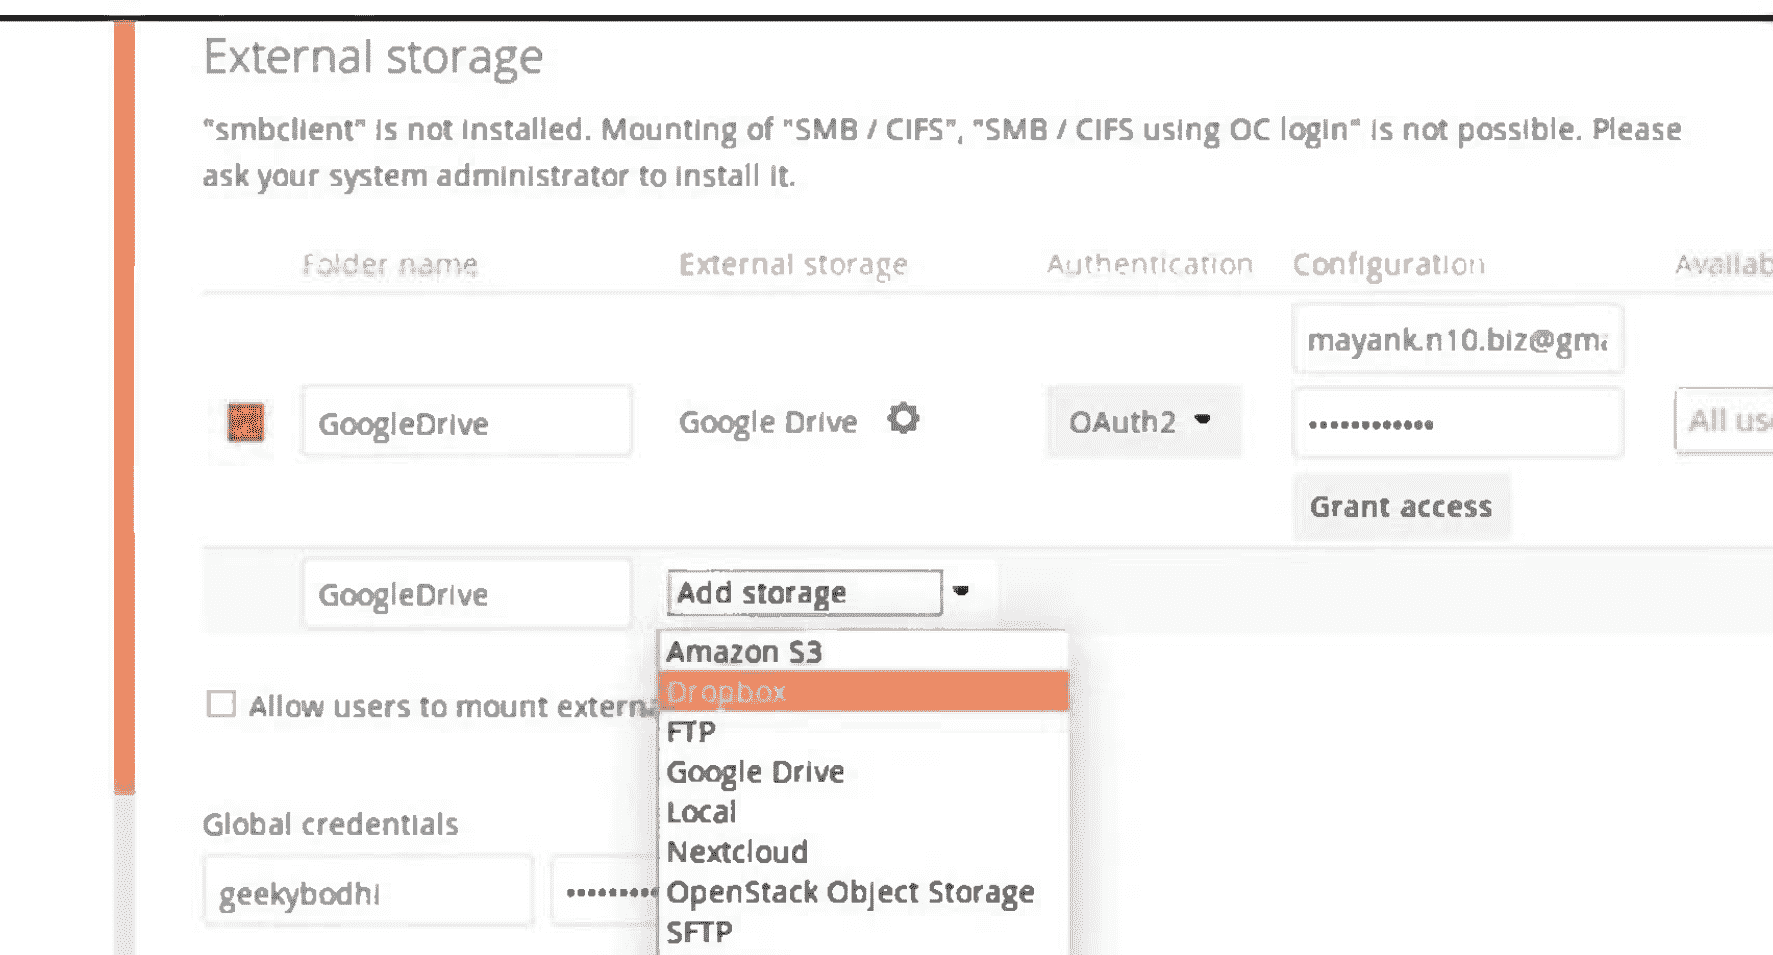 External storage
"smbclient" is not installed. Mounting of "SMB / CIFS", "SMB / CIFS using OC login" is not possible. Please
ask your system administrator to install it.
Folder name External storage Authentication Configuration
mayank.n10.biz@gm
GoogleDrive Google Drive OAuth2 •••••••••••• All
Grant access
GoogleDrive Add storage
Amazon S3
Dropbox
Allow users to mount
FTP
Google Drive
Local
Global credentials
Nextcloud
geekybodhi
OpenStack Object Storage
SFTP